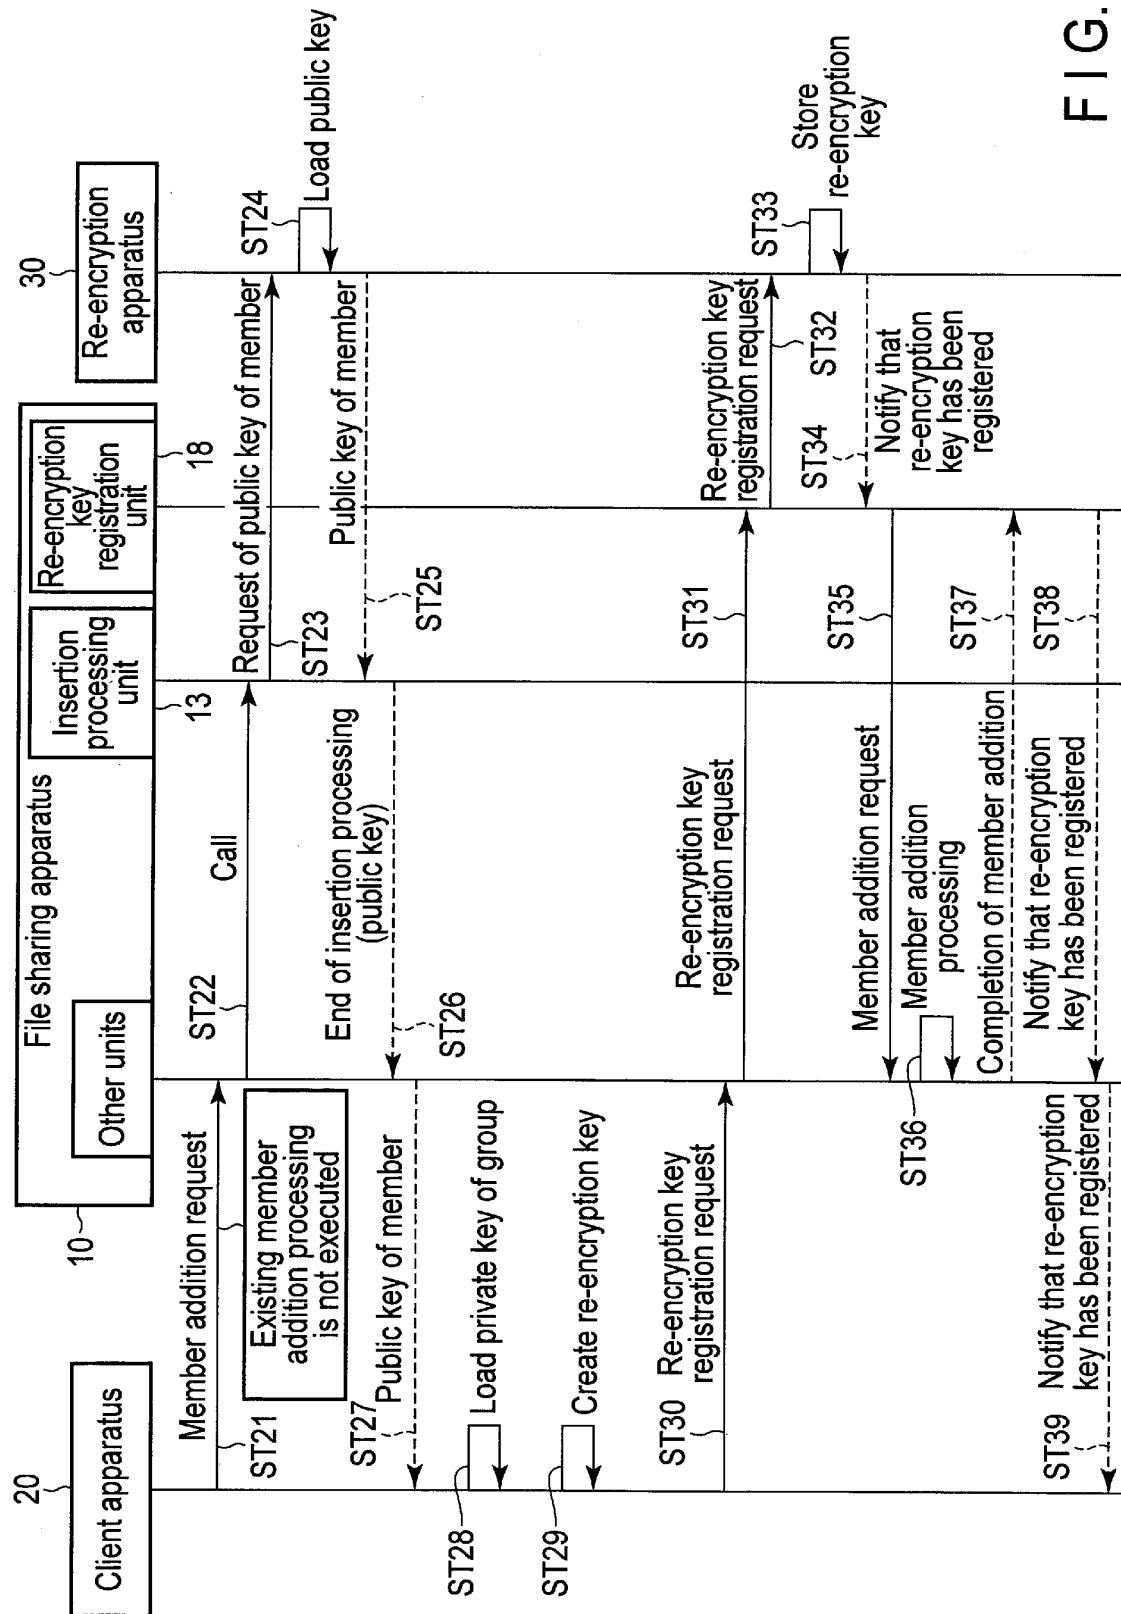 20
Client apparatus
10
File sharing apparatus
Other units
Insertion
processing
unit
13
Re-encryption
key
registration
unit
18
30
Re-encryption
apparatus
Member addition request
ST21
Existing member
addition processing
is not executed
Call
ST22
Request of public key of member
ST23
ST24
Load public key
Public key of member
ST25
End of insertion processing
(public key)
ST26
Public key of member
ST27
Load private key of group
ST28
Create re-encryption key
ST29
Re-encryption key
registration request
ST30
Re-encryption key
registration request
ST31
Re-encryption key
registration request
ST32
ST33
Store
re-encryption
key
ST34
Notify that
re-encryption
key has been
registered
Member addition request
ST35
Member addition
processing
ST36
Completion of member addition
ST37
Notify that re-encryption
key has been registered
ST38
Notify that re-encryption
key has been registered
ST39
FIG.